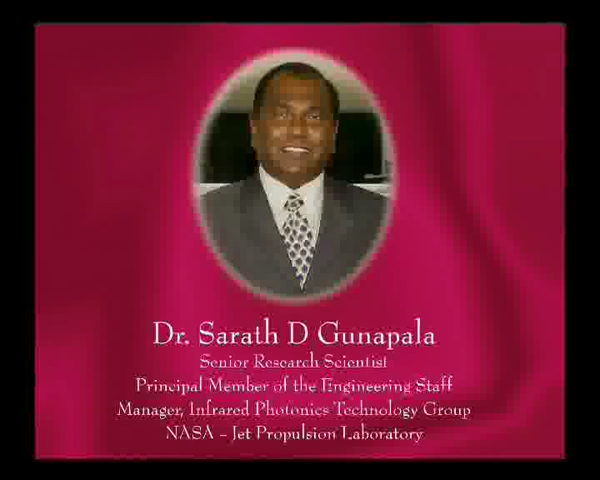 Dr. Sarath D Gunapala
Senior Research Scientist
Principal Member of the Engineering Staff
Manager, Infrared Photonics Technology Group
NASA – Jet Propulsion Laboratory